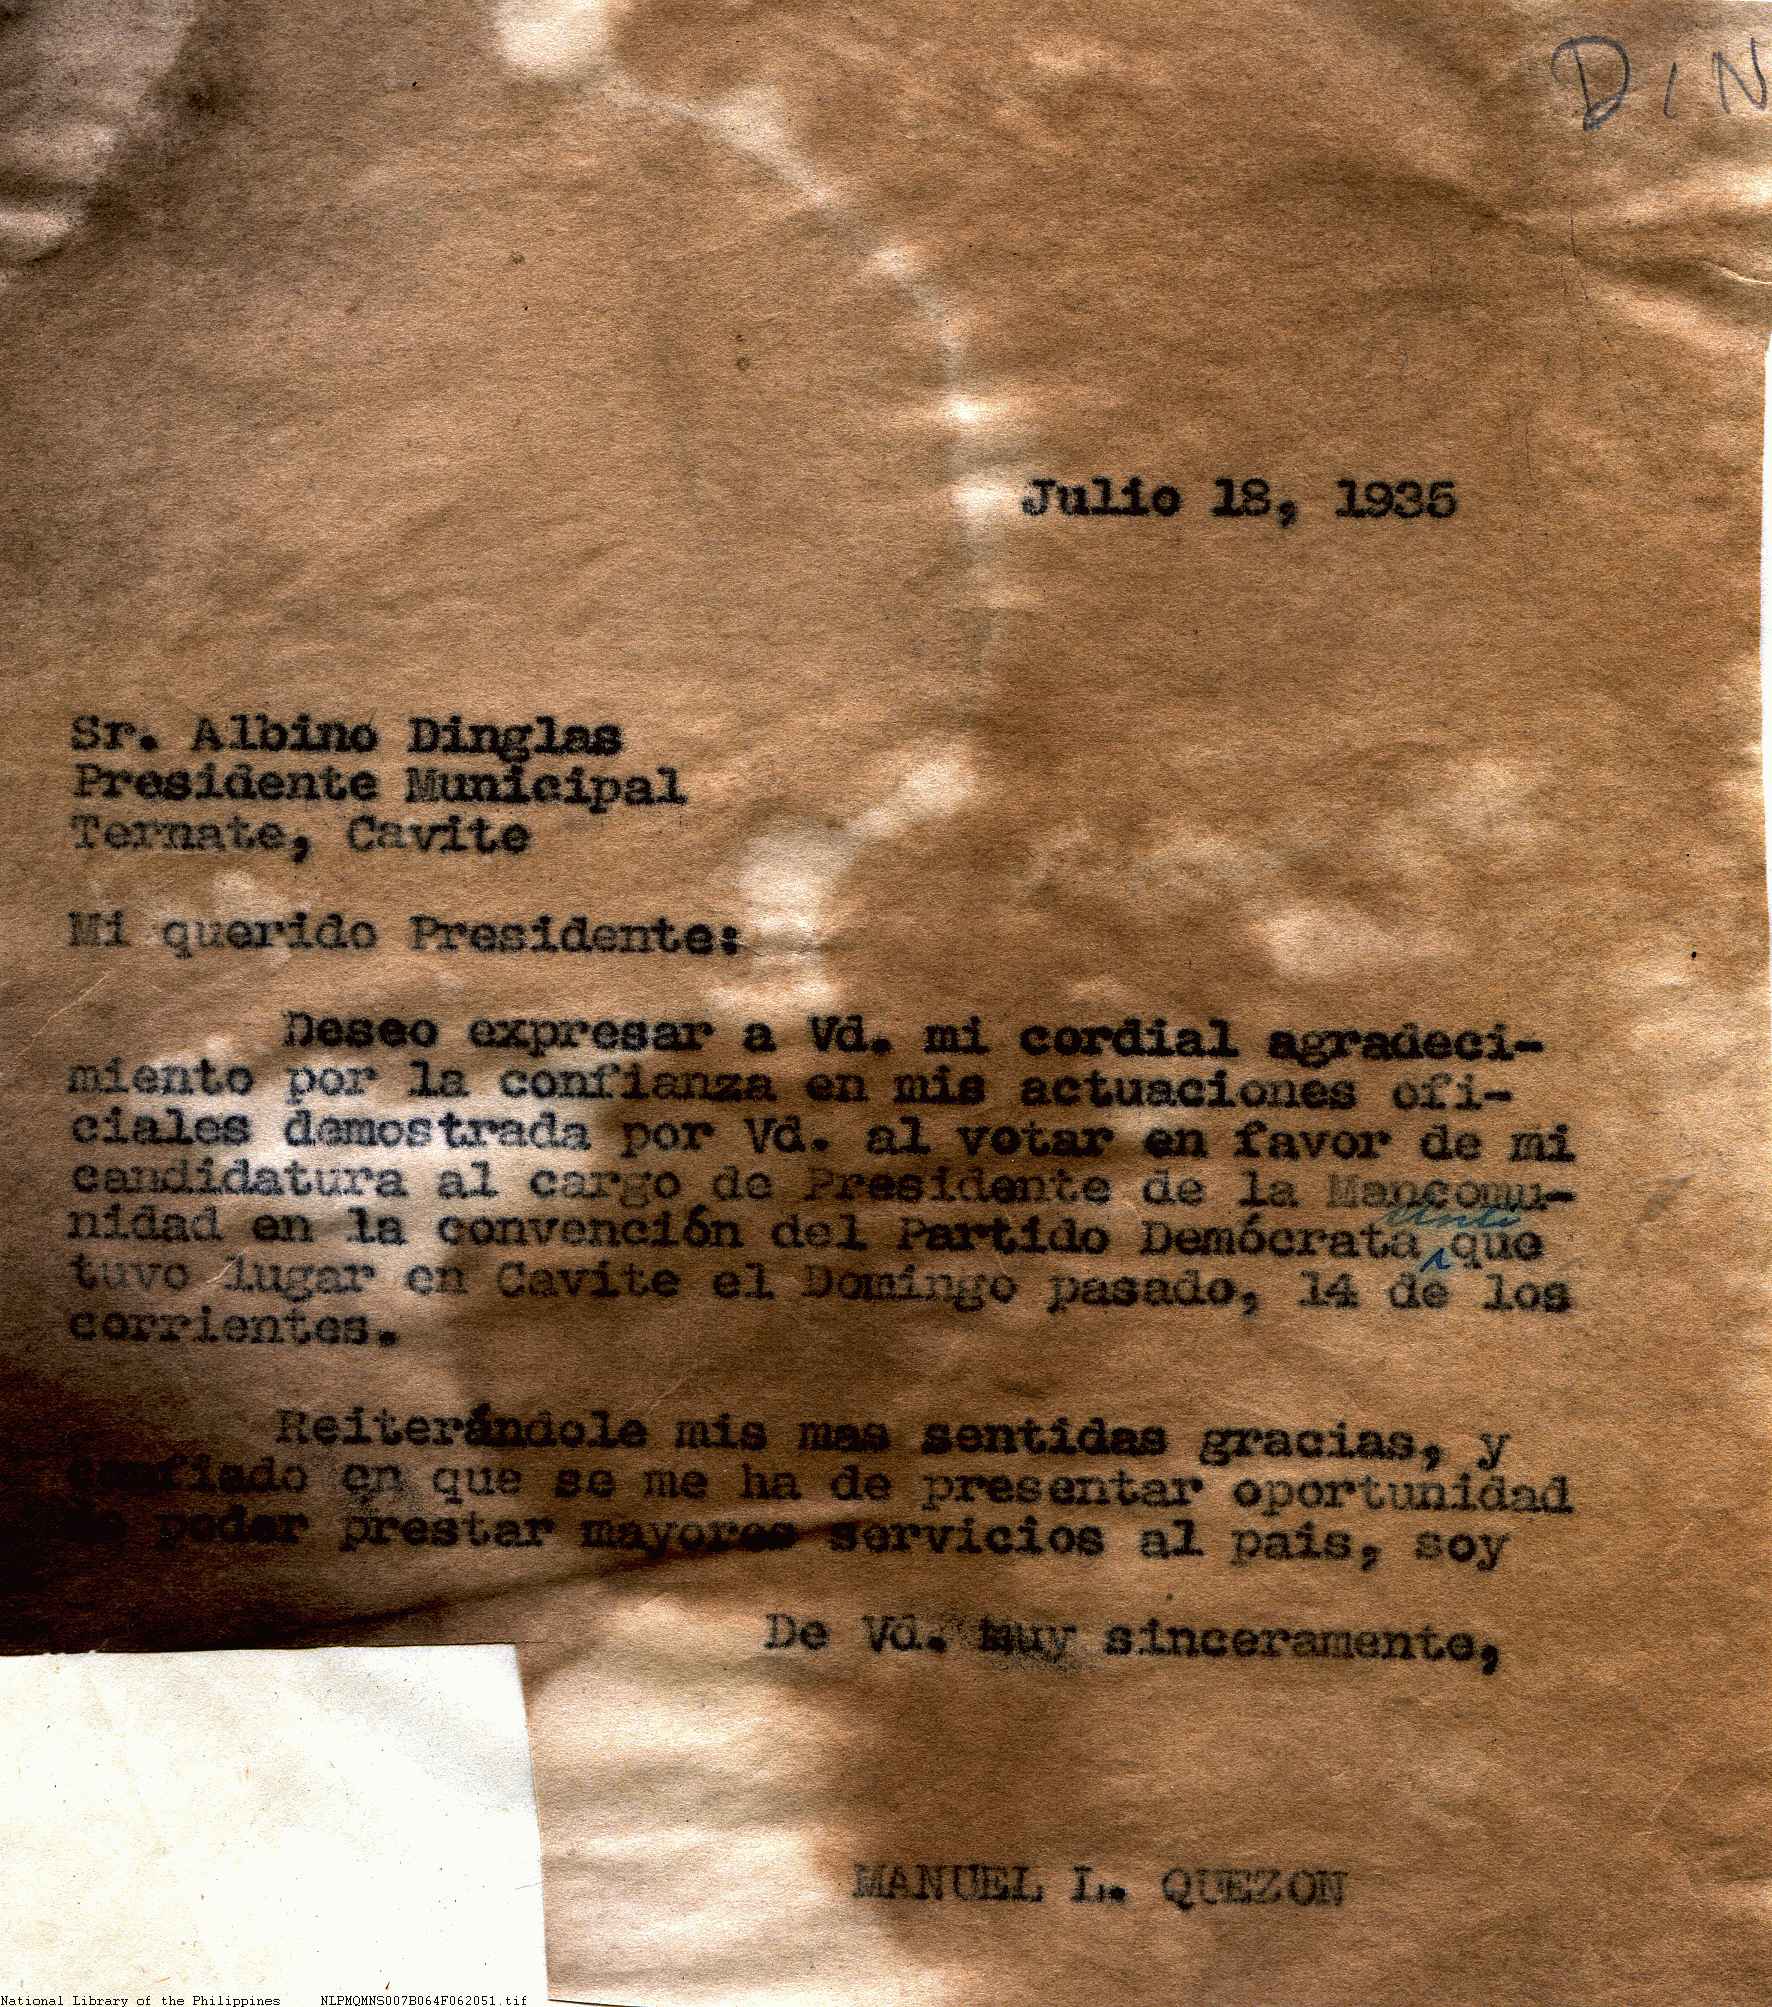 DIN
Julio 18, 1935
Sr. Albino Dinglas
Presidente Municipal
Ternate, Cavite
Mi querido Presidente:
Deseo expresar a Vd. mi cordial agradeci-
miento por la confianza en mis actuaciones ofi-
ciales demostrada por Vd. al votar en favor de mi
candidatura al cargo de Presidente de la Mancomu-
nidad en la convención del Partido Demócrata que
tuvo lugar en Cavite el Domingo pasado, 14 de los
corrientes.
Reiterándole mis mas sentidas gracias, y
confiado en que se me ha de presentar oportunidad
de poder prestar mayores servicios al pais, soy
De Vd. muy sinceramente,
MANUEL L. QUEZON
National Library of the Philippines NLPMQMNS007B064F062051.tif